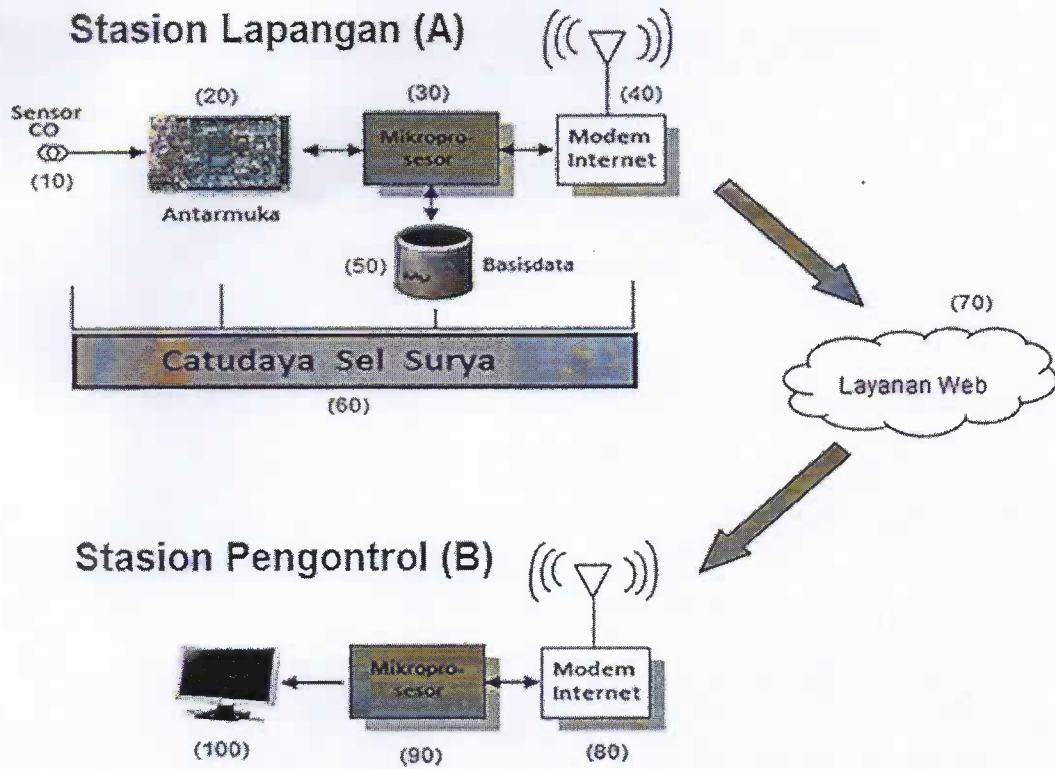 Stasion Lapangan (A)
Sensor
CO
(10)
(20)
Antarmuka
(30)
Mikropro-
sesor
(40)
Modem
Internet
(50)
Basisdata
Catudaya Sel Surya
(60)
(70)
Layanan Web
Stasion Pengontrol (B)
(100)
Mikropro-
sesor
(90)
Modem
Internet
(80)